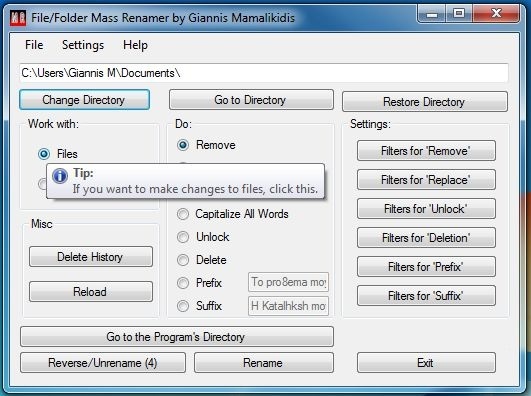 File/Folder Mass Renamer by Giannis Mamalikidis
File Settings Help
C:\Users\Giannis M\Documents\
Change Directory Go to Directory Restore Directory
Work with:
Files
Tip:
If you want to make changes to files, click this.
Misc
Delete History
Reload
Do:
Remove
Capitalize All Words
Unlock
Delete
Prefix To pro8ema mo
Suffix H Katalhksh mo
Settings:
Filters for 'Remove'
Filters for 'Replace'
Filters for 'Unlock'
Filters for 'Deletion'
Filters for 'Prefix'
Filters for 'Suffix'
Go to the Program's Directory
Reverse/Unrename (4) Rename Exit